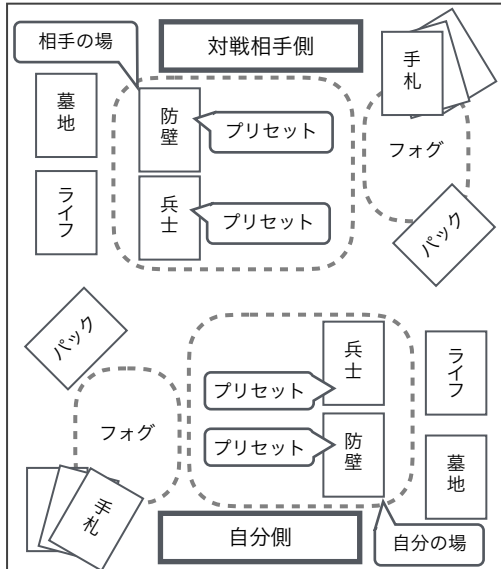 相手の場
対戦相手側
手札
墓地
防壁
プリセット
フォグ
ライフ
兵士
プリセット
パック
パック
兵士
ライフ
プリセット
フォグ
プリセット
防壁
墓地
手札
自分側
自分の場